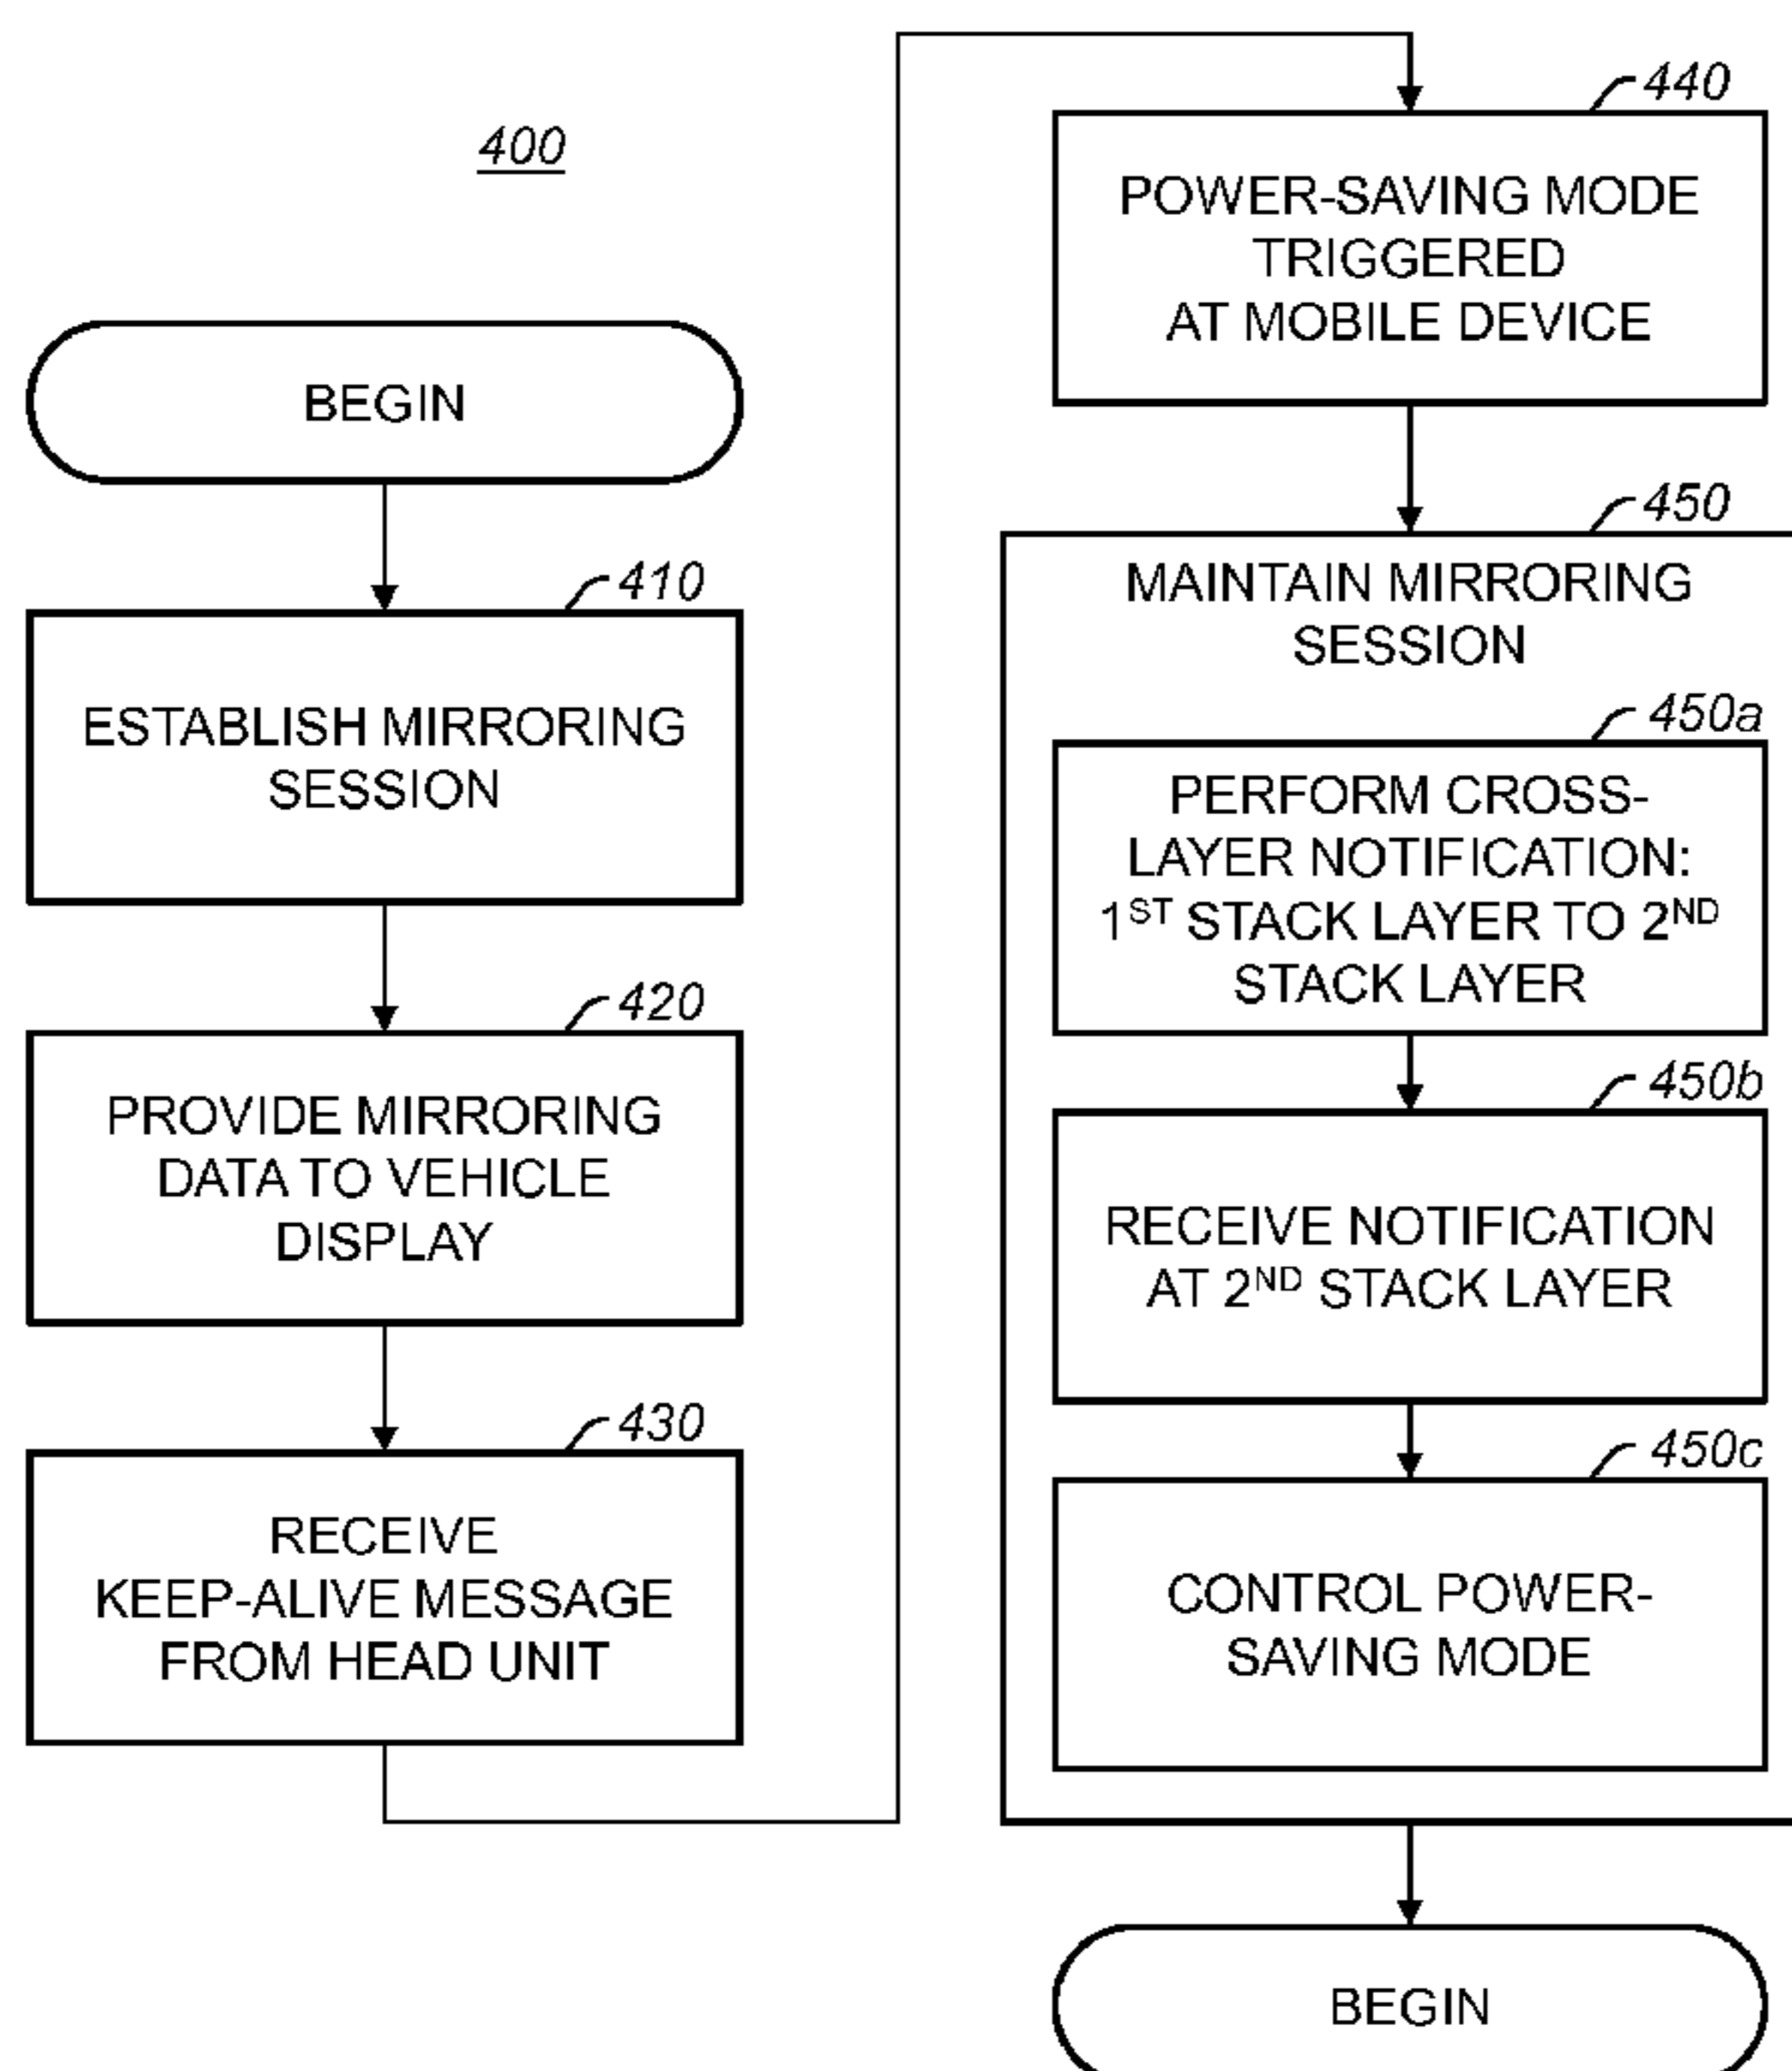 400
BEGIN
410
ESTABLISH MIRRORING
SESSION
420
PROVIDE MIRRORING
DATA TO VEHICLE
DISPLAY
430
RECEIVE
KEEP-ALIVE MESSAGE
FROM HEAD UNIT
440
POWER-SAVING MODE
TRIGGERED
AT MOBILE DEVICE
450
MAINTAIN MIRRORING
SESSION
450a
PERFORM CROSS-
LAYER NOTIFICATION:
1ST STACK LAYER TO 2ND
STACK LAYER
450b
RECEIVE NOTIFICATION
AT 2ND STACK LAYER
450c
CONTROL POWER-
SAVING MODE
BEGIN